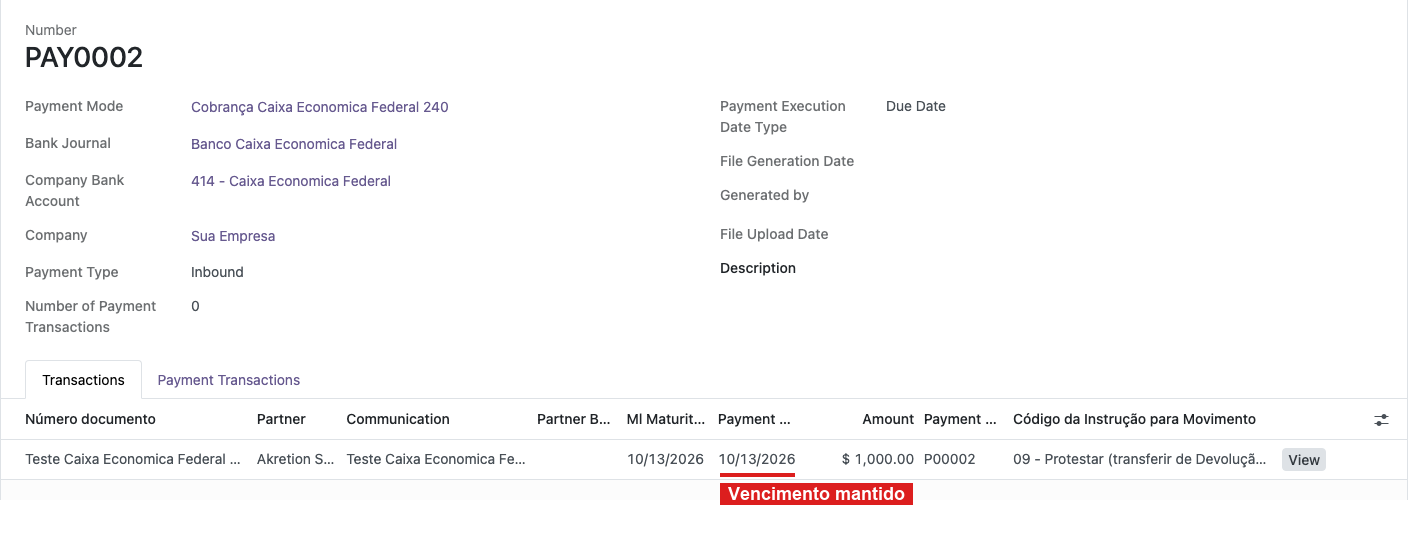 Number
PAY0002
Payment Mode
Cobrança Caixa Economica Federal 240
Bank Journal
Banco Caixa Economica Federal
Company Bank
Account
414 - Caixa Economica Federal
Company
Sua Empresa
Payment Type
Inbound
Number of Payment
Transactions
0
Payment Execution
Date Type
Due Date
File Generation Date
Generated by
File Upload Date
Description
Transactions Payment Transactions
Número documento Partner Communication Partner B... Ml Maturit... Payment ... Amount Payment ... Código da Instrução para Movimento
Teste Caixa Economica Federal ... Akretion S... Teste Caixa Economica Fe... 10/13/2026 10/13/2026 $ 1,000.00 P00002 09 - Protestar (transferir de Devoluçã... View
Vencimento mantido